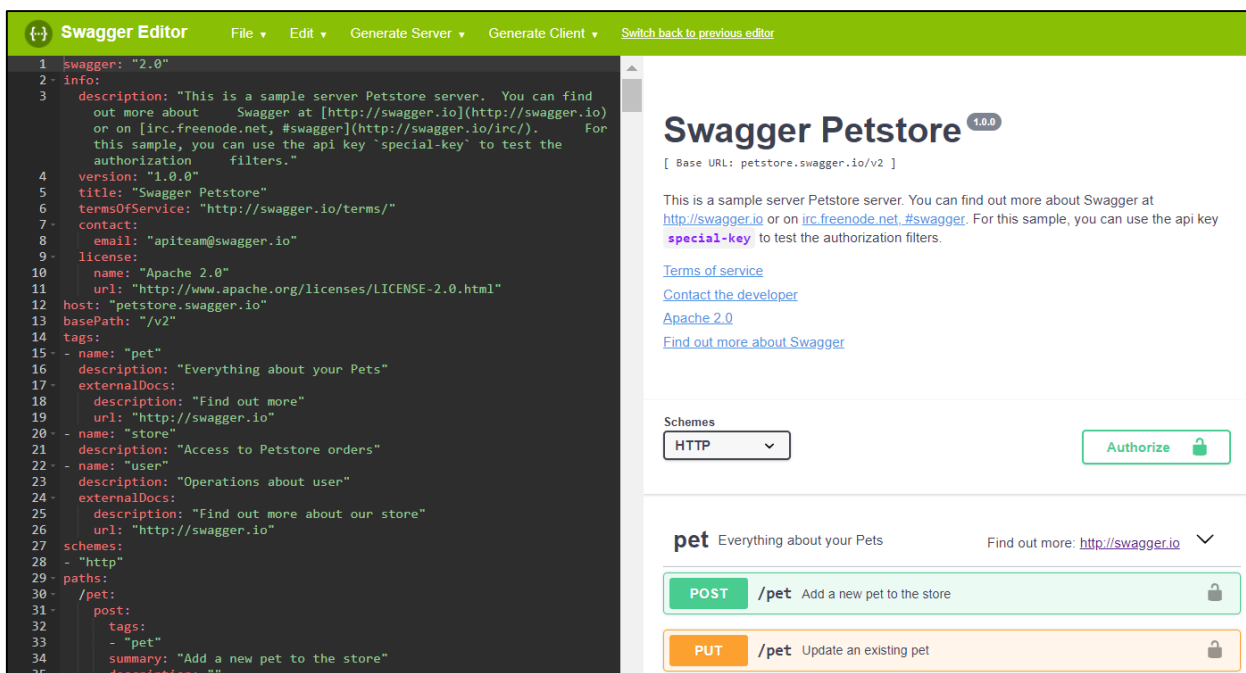 Swagger Editor File Edit Generate Server Generate Client Switch back to previous editor
1 swagger: "2.0"
2 info:
3 description: "This is a sample server Petstore server.  You can find
out more about     Swagger at [http://swagger.io](http://swagger.io)
or on [irc.freenode.net, #swagger](http://swagger.io/irc/).      For
this sample, you can use the api key `special-key` to test the
authorization     filters."
4 version: "1.0.0"
5 title: "Swagger Petstore"
6 termsOfService: "http://swagger.io/terms/"
7 contact:
8 email: "apiteam@swagger.io"
9 license:
10 name: "Apache 2.0"
11 url: "http://www.apache.org/licenses/LICENSE-2.0.html"
12 host: "petstore.swagger.io"
13 basePath: "/v2"
14 tags:
15 - name: "pet"
16 description: "Everything about your Pets"
17 externalDocs:
18 description: "Find out more"
19 url: "http://swagger.io"
20 - name: "store"
21 description: "Access to Petstore orders"
22 - name: "user"
23 description: "Operations about user"
24 externalDocs:
25 description: "Find out more about our store"
26 url: "http://swagger.io"
27 schemes:
28 - "http"
29 paths:
30 /pet:
31 post:
32 tags:
33 - "pet"
34 summary: "Add a new pet to the store"
35 description: ""
Swagger Petstore 1.0.0
[ Base URL: petstore.swagger.io/v2 ]
This is a sample server Petstore server. You can find out more about Swagger at
http://swagger.io or on irc.freenode.net, #swagger. For this sample, you can use the api key
special-key to test the authorization filters.
Terms of service
Contact the developer
Apache 2.0
Find out more about Swagger
Schemes
HTTP
Authorize
pet Everything about your Pets Find out more: http://swagger.io
POST /pet Add a new pet to the store
PUT /pet Update an existing pet